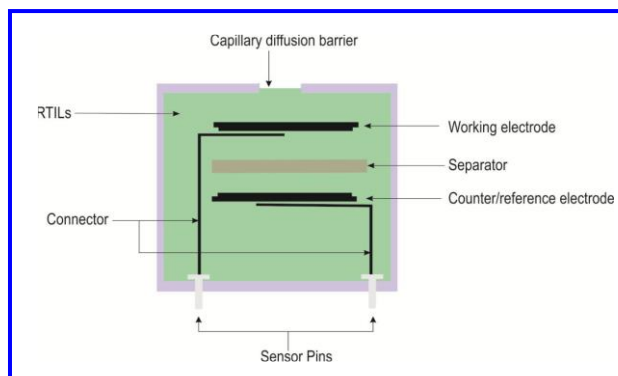 Capillary diffusion barrier
RTILs
Working electrode
Separator
Counter/reference electrode
Connector
Sensor Pins